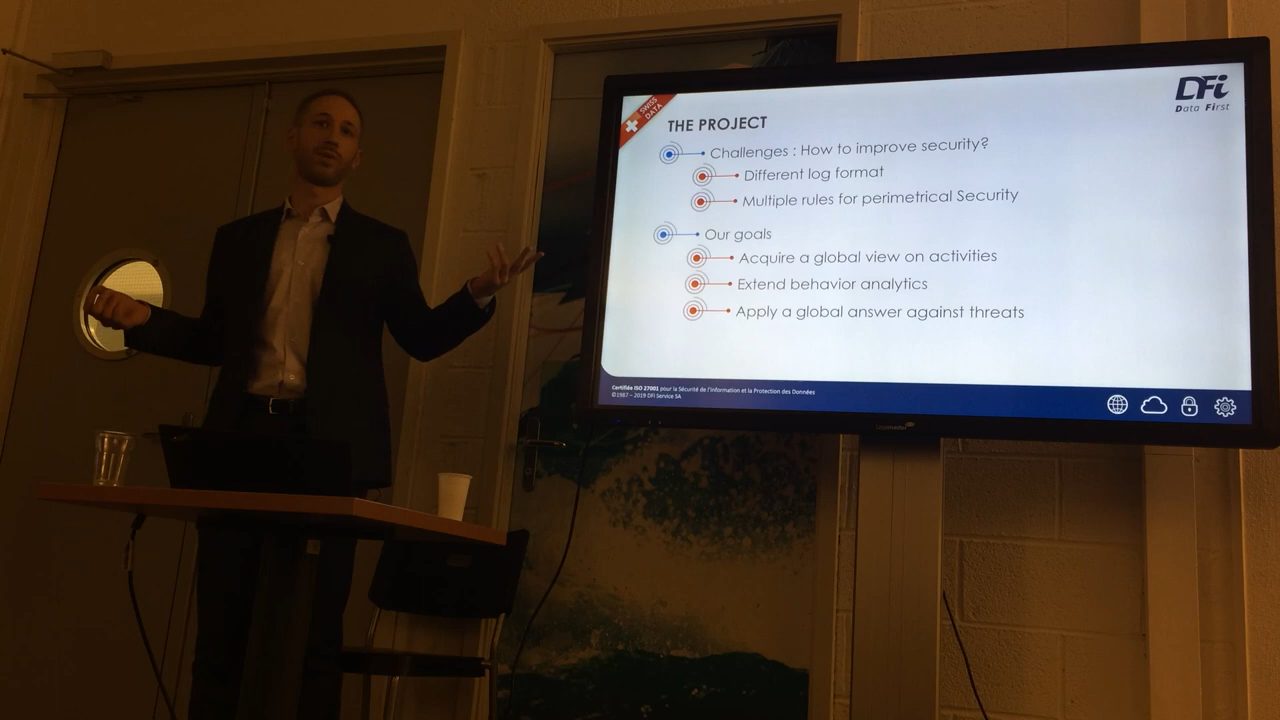 SWISS
DATA
DFi
Data First
THE PROJECT
Challenges : How to improve security?
Different log format
Multiple rules for perimetrical Security
Our goals
Acquire a global view on activities
Extend behavior analytics
Apply a global answer against threats
Certifiée ISO 27001 pour la Sécurité de l'Information et la Protection des Données
©1987 – 2019 DFi Service SA
Legamaster